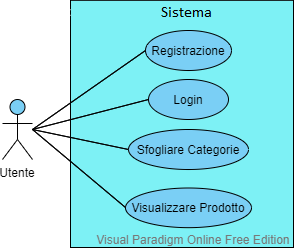 Sistema
Registrazione
Login
Sfogliare Categorie
Utente
Visualizzare Prodotto
Visual Paradigm Online Free Edition